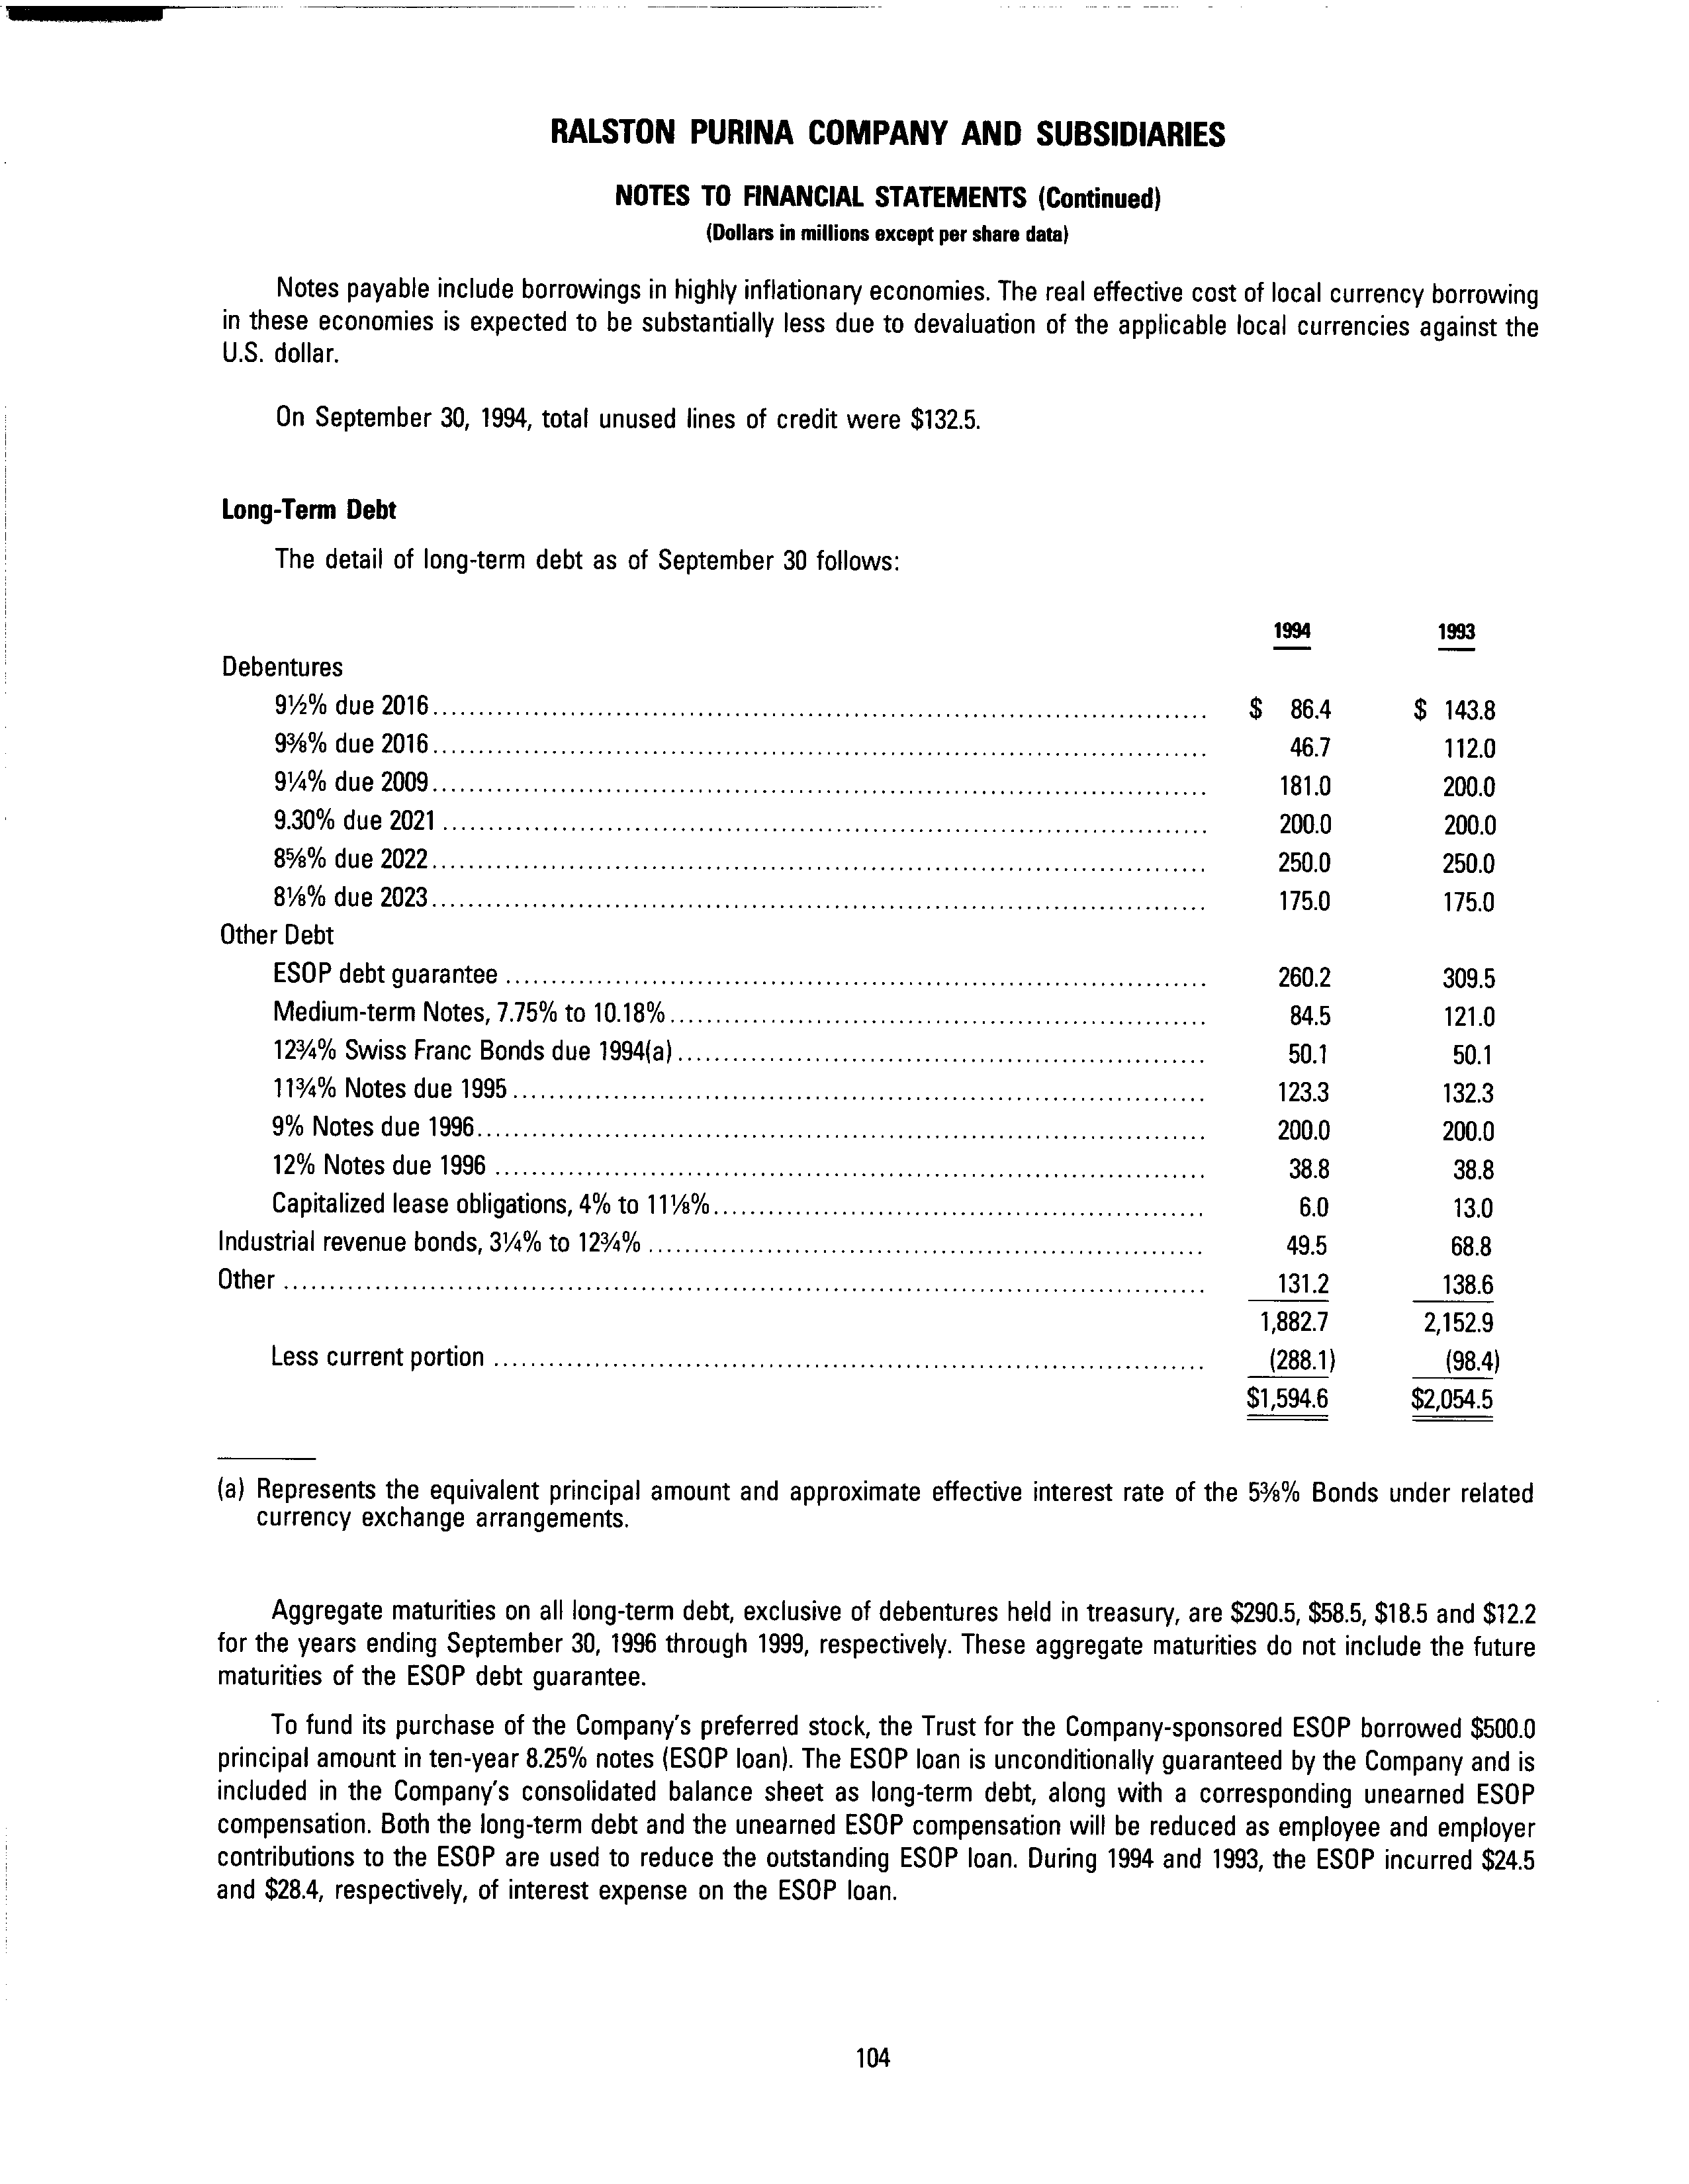 RALSTON PURINA COMPANY AND SUBSIDIARIES
NOTES TO FINANCIAL STATEMENTS (Continued)
(Dollars in millions except per share data)
Notes payable include borrowings in highly inflationary economies. The real effective cost of local currency borrowing
in these economies is expected to be substantially less due to devaluation of the applicable local currencies against the
U.S. dollar.
On September 30, 1994, total unused lines of credit were $132.5.
Long-Term Debt
The detail of long-term debt as of September 30 follows:
1994 1993
Debentures
9½% due 2016 $ 86.4 $ 143.8
9⅜% due 2016 46.7 112.0
9¼% due 2009 181.0 200.0
9.30% due 2021 200.0 200.0
8⅝% due 2022 250.0 250.0
8⅛% due 2023 175.0 175.0
Other Debt
ESOP debt guarantee 260.2 309.5
Medium-term Notes, 7.75% to 10.18% 84.5 121.0
12¾% Swiss Franc Bonds due 1994(a) 50.1 50.1
11¾% Notes due 1995 123.3 132.3
9% Notes due 1996 200.0 200.0
12% Notes due 1996 38.8 38.8
Capitalized lease obligations, 4% to 11⅛% 6.0 13.0
Industrial revenue bonds, 3¼% to 12¾% 49.5 68.8
Other 131.2 138.6
1,882.7 2,152.9
Less current portion (288.1) (98.4)
$1,594.6 $2,054.5
(a) Represents the equivalent principal amount and approximate effective interest rate of the 5⅜% Bonds under related
currency exchange arrangements.
Aggregate maturities on all long-term debt, exclusive of debentures held in treasury, are $290.5, $58.5, $18.5 and $12.2
for the years ending September 30, 1996 through 1999, respectively. These aggregate maturities do not include the future
maturities of the ESOP debt guarantee.
To fund its purchase of the Company's preferred stock, the Trust for the Company-sponsored ESOP borrowed $500.0
principal amount in ten-year 8.25% notes (ESOP loan). The ESOP loan is unconditionally guaranteed by the Company and is
included in the Company's consolidated balance sheet as long-term debt, along with a corresponding unearned ESOP
compensation. Both the long-term debt and the unearned ESOP compensation will be reduced as employee and employer
contributions to the ESOP are used to reduce the outstanding ESOP loan. During 1994 and 1993, the ESOP incurred $24.5
and $28.4, respectively, of interest expense on the ESOP loan.
104